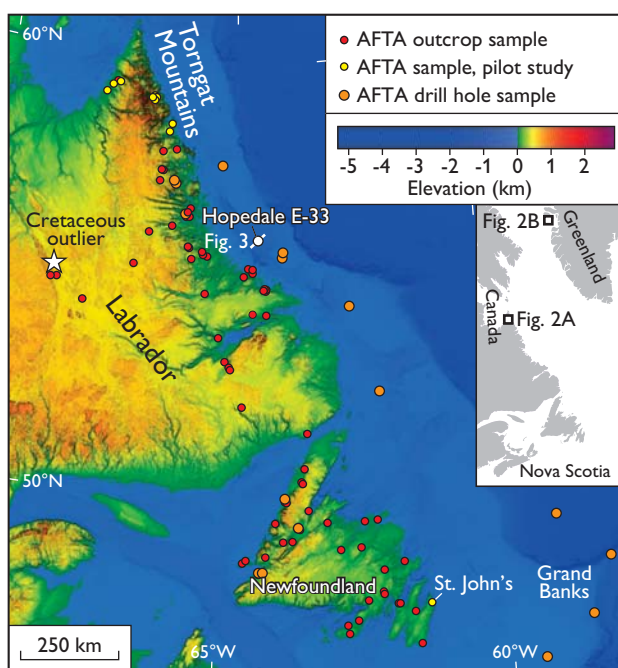 60°N
Torngat
Mountains
AFTA outcrop sample
AFTA sample, pilot study
AFTA drill hole sample
-5 -4 -3 -2 -1 0 1 2
Elevation (km)
Hopedale E-33
Fig. 3
Cretaceous
outlier
Labrador
Fig. 2B
Greenland
Canada
Fig. 2A
Nova Scotia
50°N
Newfoundland
St. John's
Grand
Banks
250 km
65°W
60°W